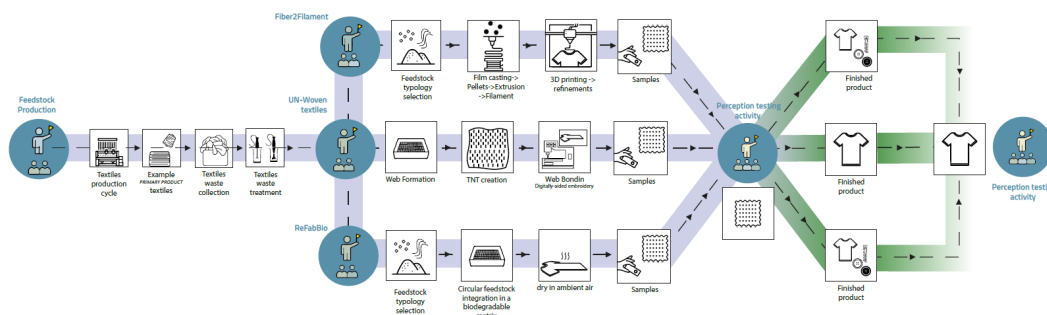 Fiber2Filament
Feedstock
typology
selection
Film casting->
Pellets->Extrusion
->Filament
3D printing ->
refinements
Samples
Finished
product
Feedstock
Production
Textiles
production
cycle
Example
PRIMARY PRODUCT
textiles
Textiles
waste
collection
Textiles
waste
treatment
UN-Woven
textiles
Web Formation
TNT creation
Web Bondin
Digitally-aided embroidery
Samples
Perception testing
activity
Finished
product
Perception testi
activity
ReFabBio
Feedstock
typology
selection
Circular feedstock
integration in a
biodegradable
matrix
dry in ambient air
Samples
Finished
product